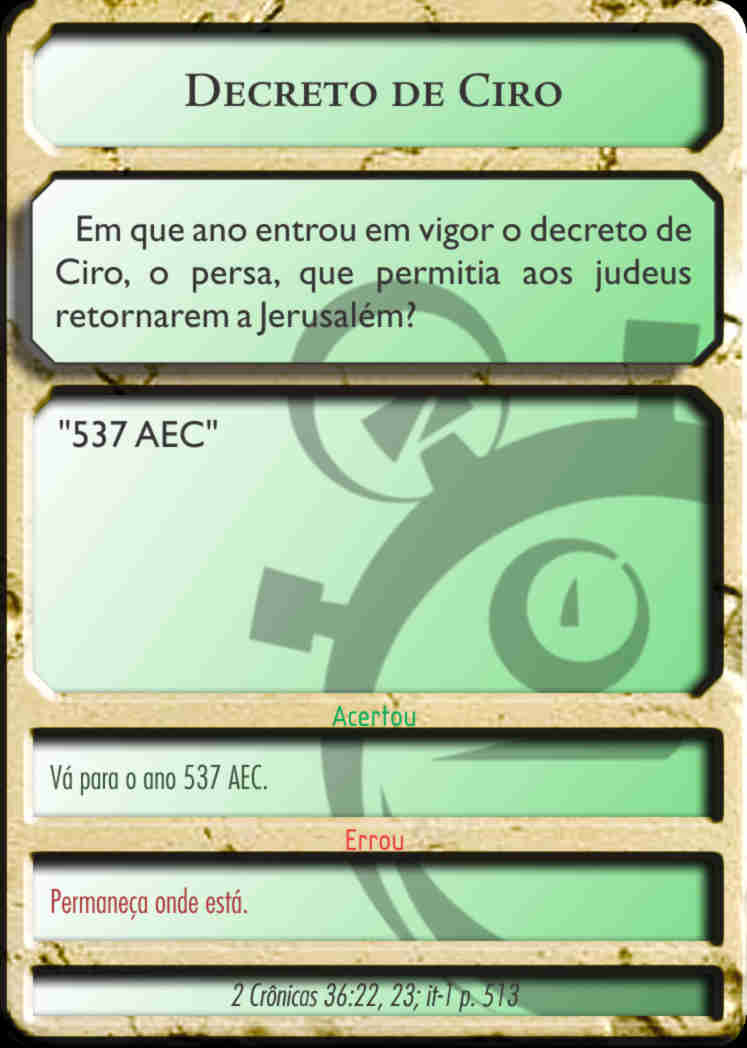 Decreto de Ciro
Em que ano entrou em vigor o decreto de
Ciro, o persa, que permitia aos judeus
retornarem a Jerusalém?
"537 AEC"
Acertou
Vá para o ano 537 AEC.
Errou
Permaneça onde está.
2 Crônicas 36:22, 23; it-1 p. 513